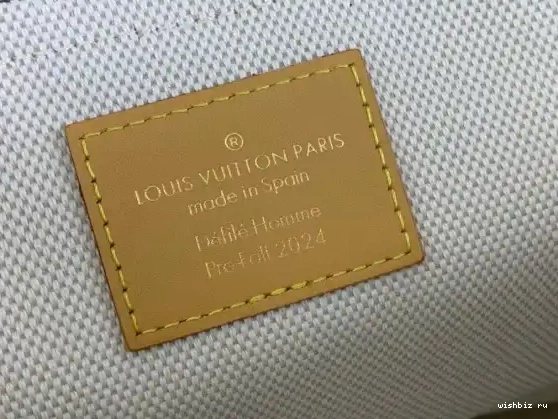 ®
LOUIS VUITTON PARIS
made in Spain
Défilé Homme
Pre-Fall 2024
wishbiz ru